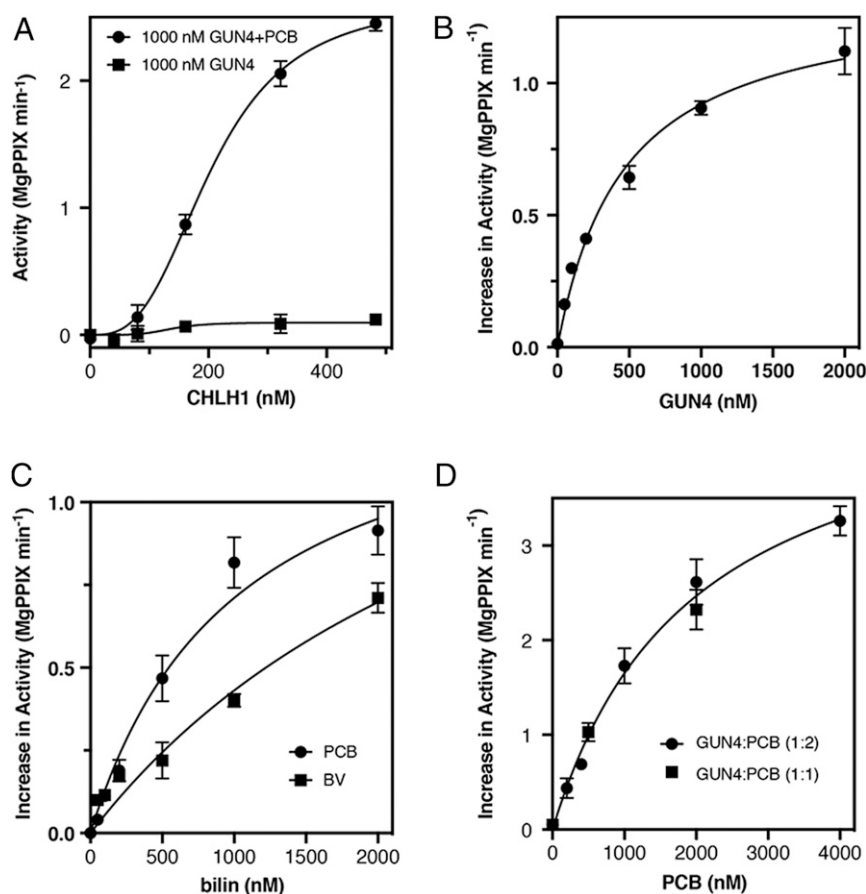 A
1000 nM GUN4+PCB
1000 nM GUN4
Activity (MgPPIX min-1)
2
1
0
0 200 400
CHLH1 (nM)
B
Increase in Activity (MgPPIX min-1)
1.0
0.5
0.0
0 500 1000 1500 2000
GUN4 (nM)
C
Increase in Activity (MgPPIX min-1)
1.0
0.5
0.0
PCB
BV
0 500 1000 1500 2000
bilin (nM)
D
Increase in Activity (MgPPIX min-1)
3
2
1
0
GUN4:PCB (1:2)
GUN4:PCB (1:1)
0 1000 2000 3000 4000
PCB (nM)